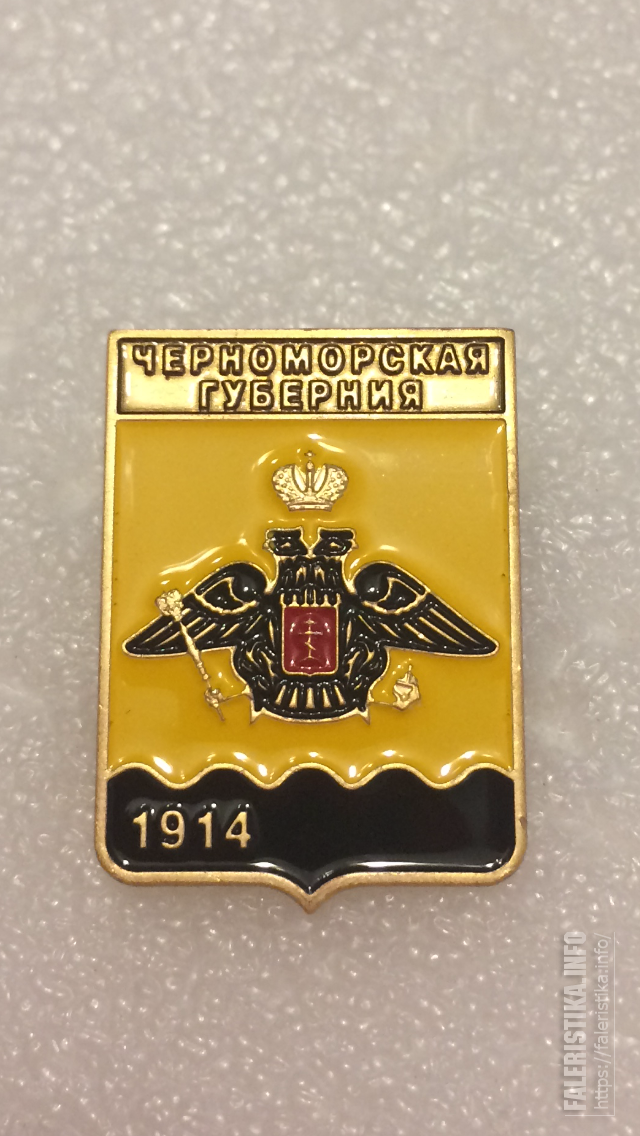 ЧЕРНОМОРСКАЯ
ГУБЕРНИЯ
1914
FALERISTIKA.INFO
https://faleristika.info/